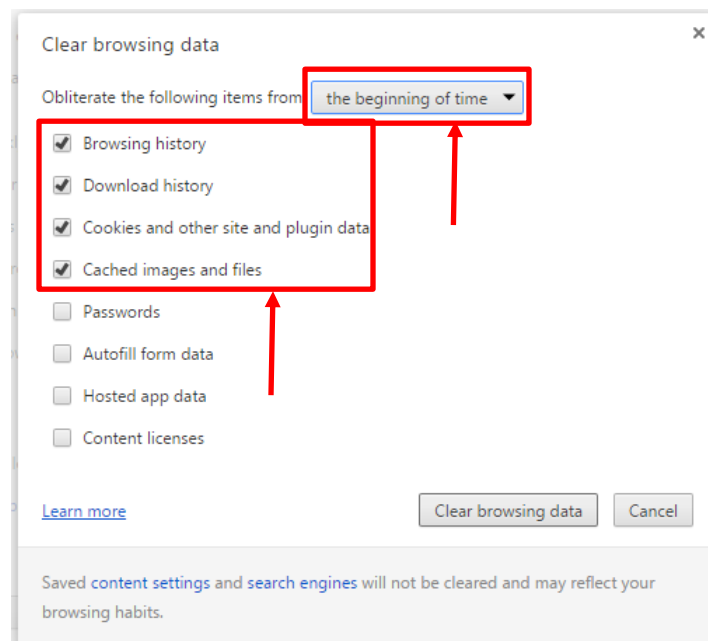 Clear browsing data
×
Obliterate the following items from the beginning of time
Browsing history
Download history
Cookies and other site and plugin data
Cached images and files
Passwords
Autofill form data
Hosted app data
Content licenses
Learn more Clear browsing data Cancel
Saved content settings and search engines will not be cleared and may reflect your
browsing habits.